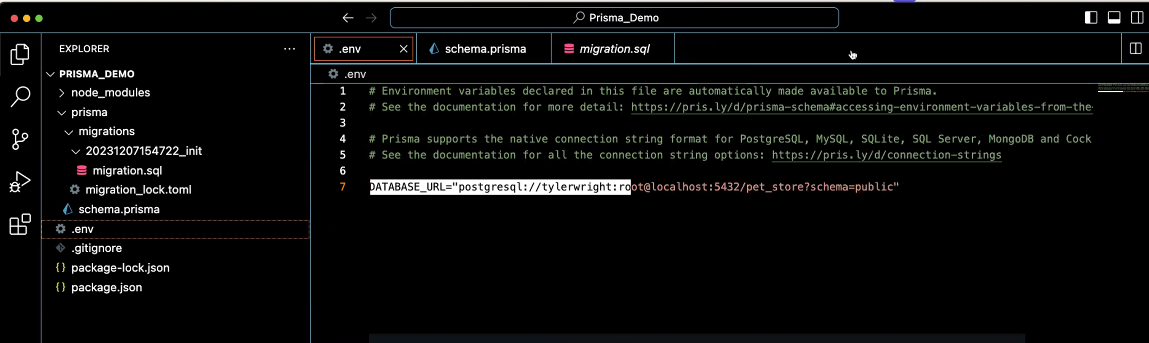 Prisma_Demo
EXPLORER
PRISMA_DEMO
node_modules
prisma
migrations
20231207154722_init
migration.sql
migration_lock.toml
schema.prisma
.env
.gitignore
package-lock.json
package.json
.env
schema.prisma
migration.sql
.env
1 # Environment variables declared in this file are automatically made available to Prisma.
2 # See the documentation for more detail: https://pris.ly/d/prisma-schema#accessing-environment-variables-from-the-
3
4 # Prisma supports the native connection string format for PostgreSQL, MySQL, SQLite, SQL Server, MongoDB and Cock
5 # See the documentation for all the connection string options: https://pris.ly/d/connection-strings
6
7 DATABASE_URL="postgresql://tylerwright:root@localhost:5432/pet_store?schema=public"